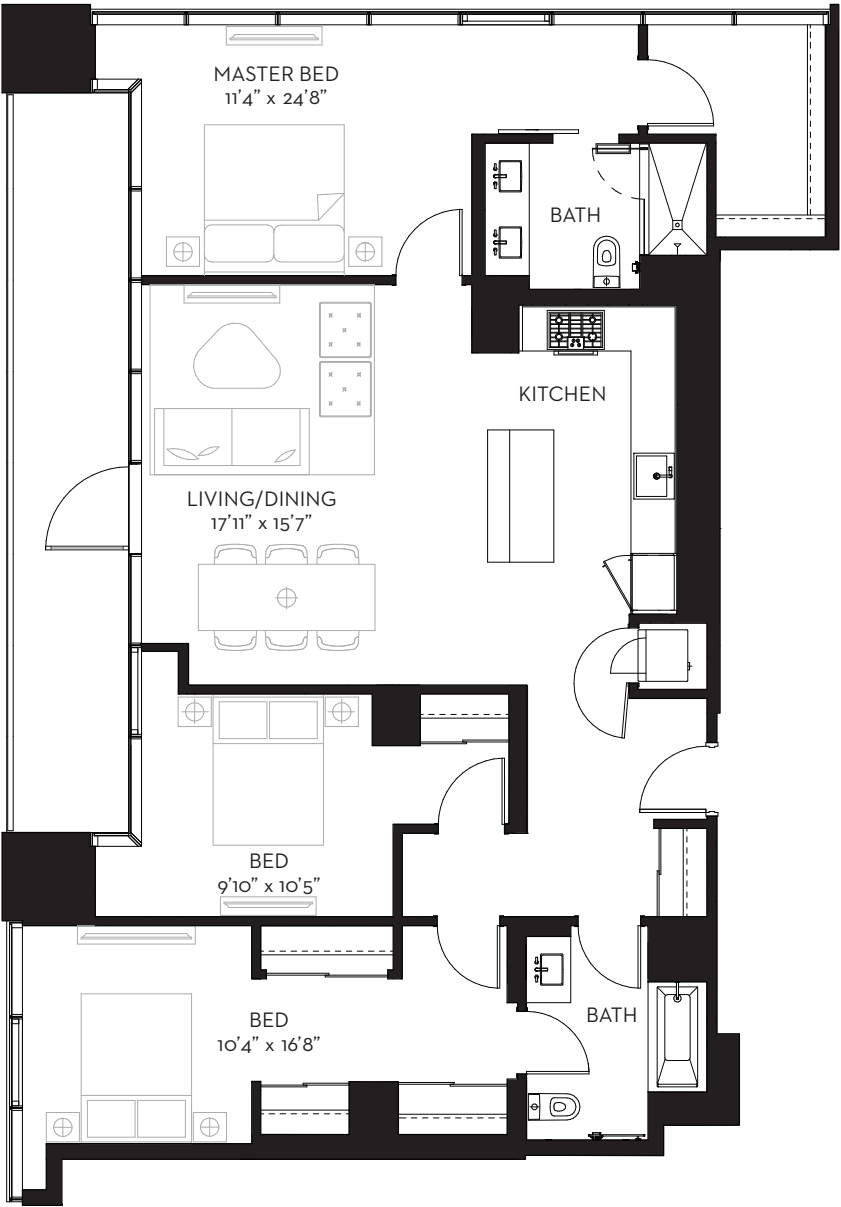 MASTER BED
11’4” x 24’8”
BATH
KITCHEN
LIVING/DINING
17’11” x 15’7”
BED
9’10” x 10’5”
BED
10’4” x 16’8”
BATH